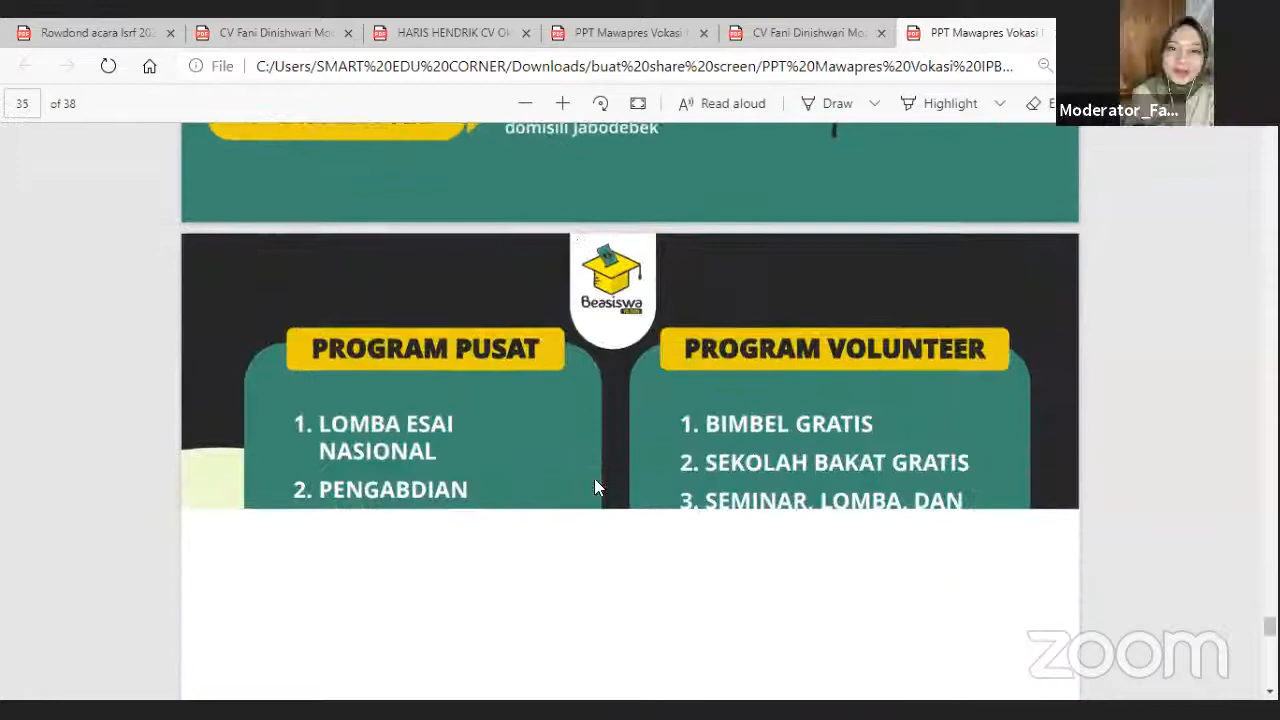 Rowdond acara lsrf 202
CV Fani Dinishwari Mo
HARIS HENDRIK CV O
PPT Mawapres Vokasi
CV Fani Dinishwari Mo
PPT Mawapres Vokasi
File
C:/Users/SMART%20EDU%20CORNER/Downloads/buat%20share%20screen/PPT%20Mawapres%20Vokasi%20IPB...
35 of 38
Read aloud
Draw
Highlight
E
Moderator_Fa...
domisili Jabodebek
Beasiswa
PROGRAM PUSAT
1. LOMBA ESAI
NASIONAL
2. PENGABDIAN
PROGRAM VOLUNTEER
1. BIMBEL GRATIS
2. SEKOLAH BAKAT GRATIS
3. SEMINAR, LOMBA, DAN
zoom